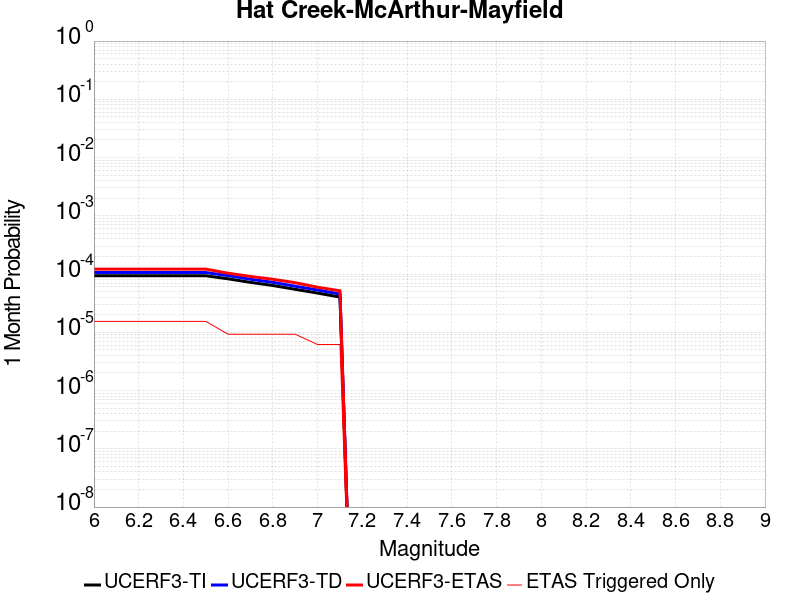 Hat Creek-McArthur-Mayfield
10^0
10^-1
10^-2
10^-3
10^-4
10^-5
10^-6
10^-7
10^-8
1 Month Probability
6 6.2 6.4 6.6 6.8 7 7.2 7.4 7.6 7.8 8 8.2 8.4 8.6 8.8 9
Magnitude
UCERF3-TI UCERF3-TD UCERF3-ETAS ETAS Triggered Only